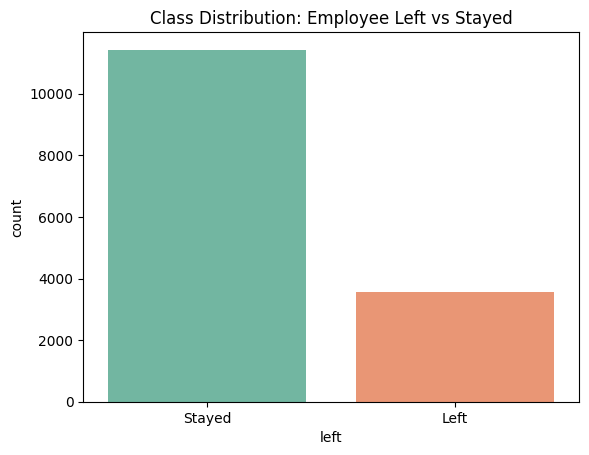 Class Distribution: Employee Left vs Stayed
10000
8000
6000
4000
2000
0
count
Stayed Left
left